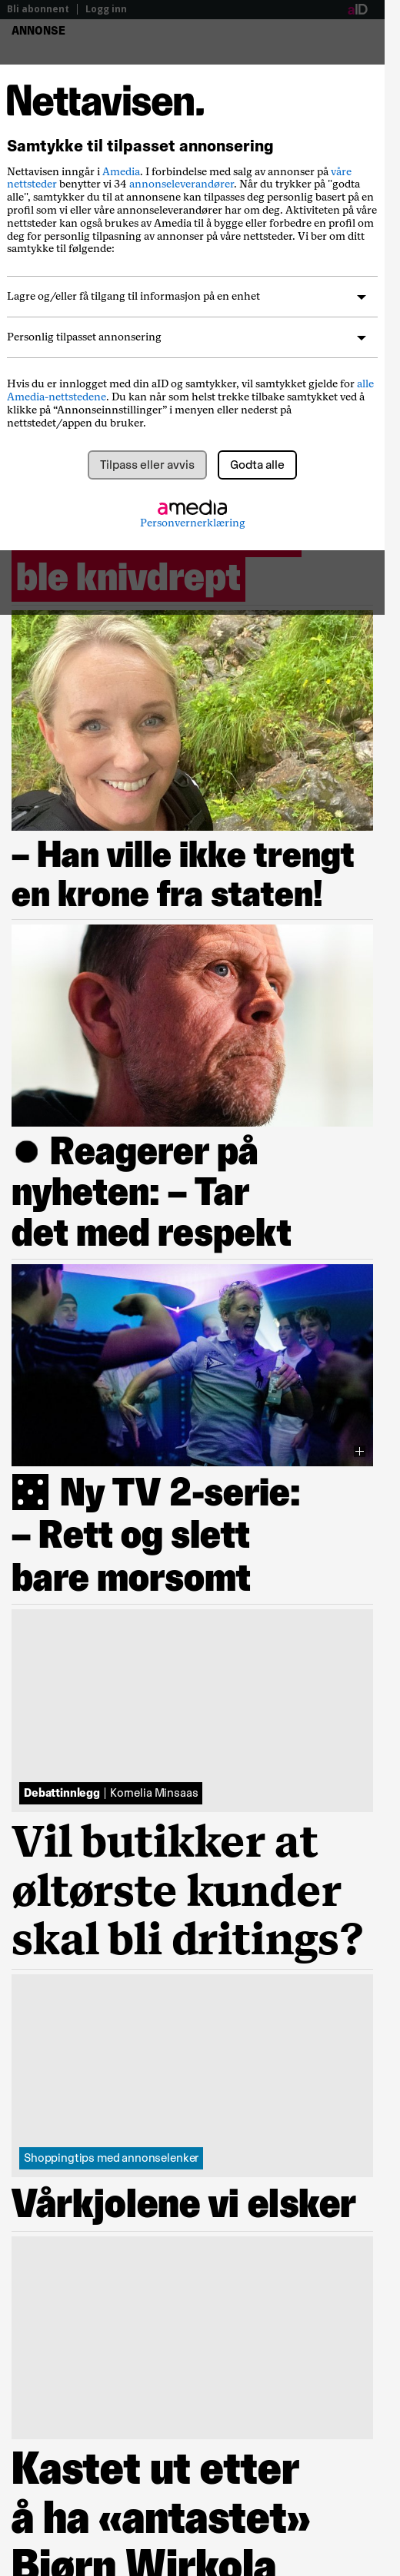 Bli abonnent | Logg inn
aID
ANNONSE
Nettavisen.
Samtykke til tilpasset annonsering
Nettavisen inngår i Amedia. I forbindelse med salg av annonser på våre
nettsteder benytter vi 34 annonseleverandører. Når du trykker på "godta
alle", samtykker du til at annonsene kan tilpasses deg personlig basert på en
profil som vi eller våre annonseleverandører har om deg. Aktiviteten på våre
nettsteder kan også brukes av Amedia til å bygge eller forbedre en profil om
deg for personlig tilpasning av annonser på våre nettsteder. Vi ber om ditt
samtykke til følgende:
Lagre og/eller få tilgang til informasjon på en enhet
Personlig tilpasset annonsering
Hvis du er innlogget med din aID og samtykker, vil samtykket gjelde for alle
Amedia-nettstedene. Du kan når som helst trekke tilbake samtykket ved å
klikke på “Annonseinnstillinger” i menyen eller nederst på
nettstedet/appen du bruker.
Tilpass eller avvis
Godta alle
amedia
Personvernerklæring
ble knivdrept
– Han ville ikke trengt
en krone fra staten!
● Reagerer på
nyheten: – Tar
det med respekt
Ny TV 2-serie:
– Rett og slett
bare morsomt
Debattinnlegg | Kornelia Minsaas
Vil butikker at
øltørste kunder
skal bli dritings?
Shoppingtips med annonselenker
Vårkjolene vi elsker
Kastet ut etter
å ha «antastet»
Bjørn Wirkola